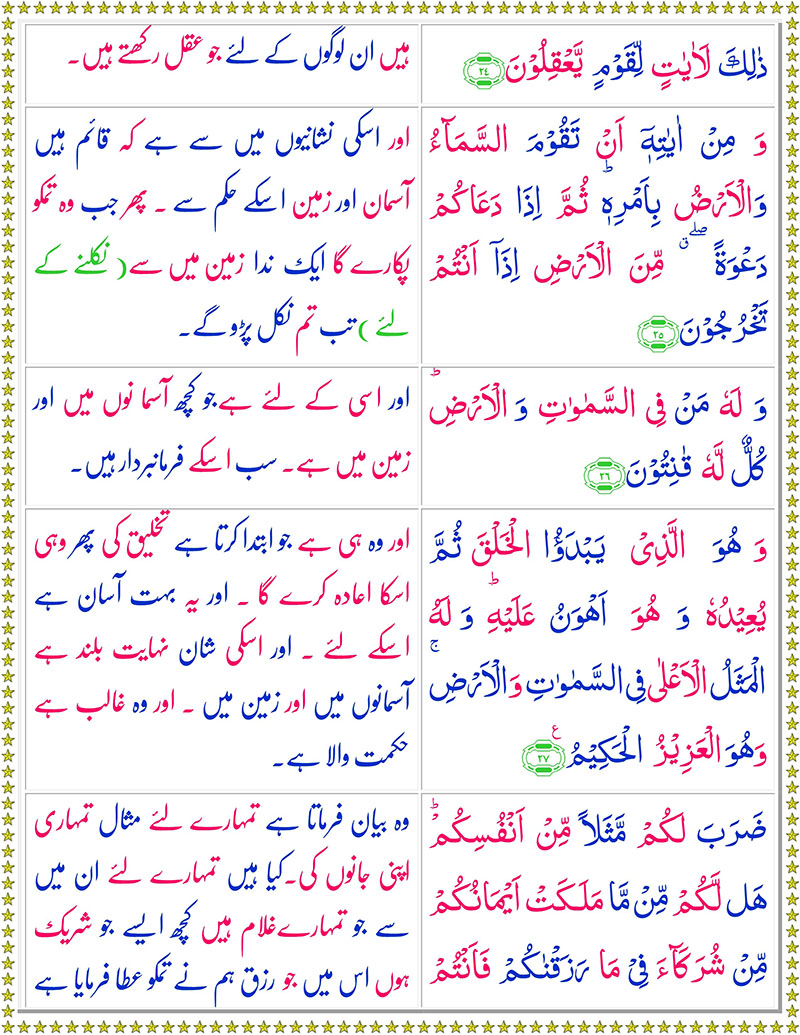 ذٰلِكَ لَاٰيٰتٍ لِّقَوْمٍ يَّعْقِلُوْنَ ٢٤
ہیں ان لوگوں کے لئے جو عقل رکھتے ہیں۔
وَ مِنْ اٰيٰتِهٖۤ اَنْ تَقُوْمَ السَّمَآءُ
وَالْاَرْضُ بِاَمْرِهٖ ؕ ثُمَّ اِذَا دَعَاكُمْ
دَعْوَةً ۖ ق مِّنَ الْاَرْضِ اِذَاۤ اَنْتُمْ
تَخْرُجُوْنَ ٢٥
اور اسکی نشانیوں میں سے ہے کہ قائم ہیں
آسمان اور زمین اسکے حکم سے ۔ پھر جب وہ تمکو
پکارے گا ایک ندا زمین میں سے ( نکلنے کے
لئے ) تب تم نکل پڑو گے۔
وَ لَهٗ مَنْ فِى السَّمٰوٰتِ وَ الْاَرْضِ ؕ
كُلٌّ لَّهٗ قٰنِتُوْنَ ٢٦
اور اسی کے لئے ہے جو کچھ آسما نوں میں اور
زمین میں ہے۔ سب اسکے فرمانبردار ہیں۔
وَ هُوَ الَّذِىْ يَبْدَؤُا الْخَلْقَ ثُمَّ
يُعِيْدُهٗ وَ هُوَ اَهْوَنُ عَلَيْهِ ؕ وَ لَهُ
الْمَثَلُ الْاَعْلٰى فِى السَّمٰوٰتِ وَالْاَرْضِ ۚ
وَهُوَ الْعَزِيْزُ الْحَكِيْمُ ٢٧ ع
اور وہ ہی ہے جو ابتدا کرتا ہے تخلیق کی پھر وہی
اسکا اعادہ کرے گا ۔ اور یہ بہت آسان ہے
اسکے لئے ۔ اور اسکی شان نہایت بلند ہے
آسمانوں میں اور زمین میں ۔ اور وہ غالب ہے
حکمت والا ہے۔
ضَرَبَ لَكُمْ مَّثَلًا مِّنْ اَنْفُسِكُمْ ؕ
هَل لَّكُمْ مِّنْ مَّا مَلَكَتْ اَيْمَانُكُمْ
مِّنْ شُرَكَآءَ فِىْ مَا رَزَقْنٰكُمْ فَاَنْتُمْ
وہ بیان فرماتا ہے تمہارے لئے مثال تمہاری
اپنی جانوں کی۔ کیا ہیں تمہارے لئے ان میں
سے جو تمہارے غلام ہیں کچھ ایسے جو شریک
ہوں اس میں جو رزق ہم نے تمکو عطا فرمایا ہے